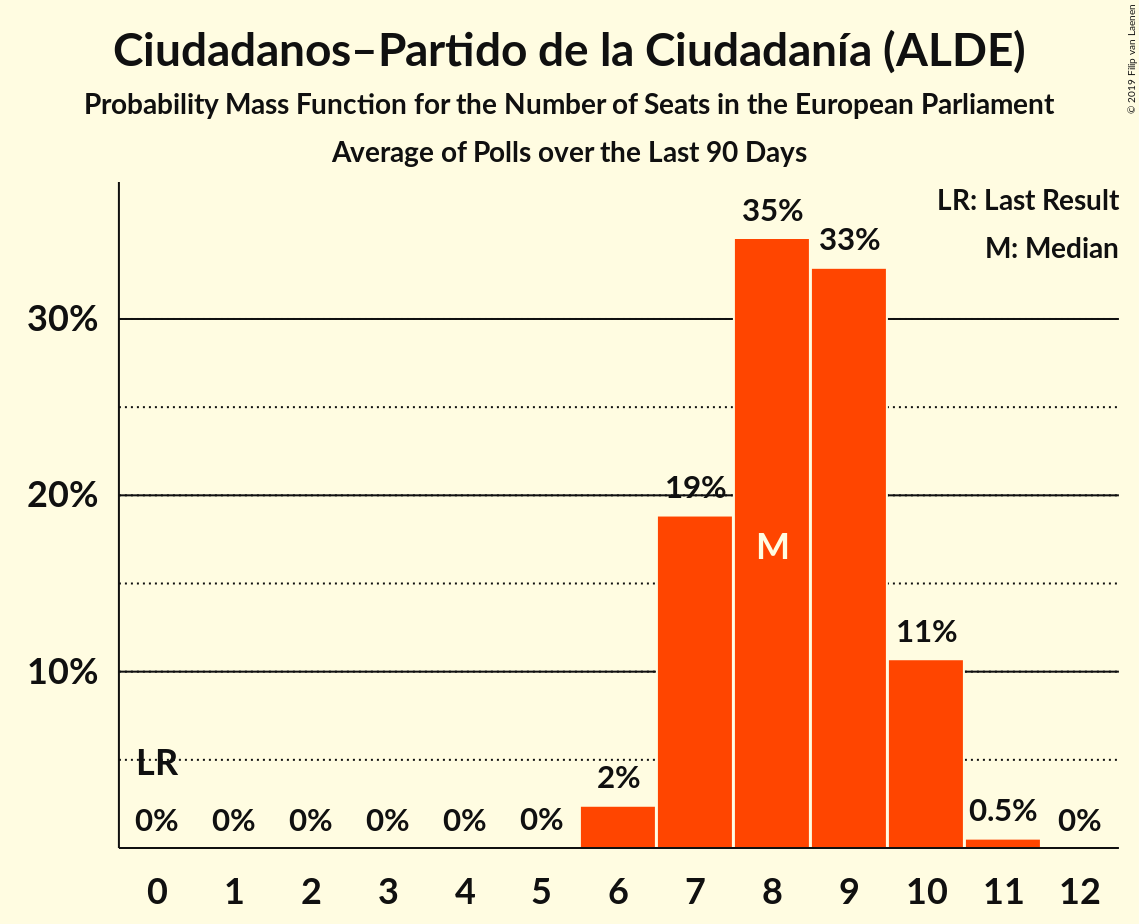 Ciudadanos–Partido de la Ciudadanía (ALDE)
Probability Mass Function for the Number of Seats in the European Parliament
Average of Polls over the Last 90 Days
© 2019 Filip van Laenen
LR: Last Result
M: Median
35%
33%
30%
20%
19%
M
11%
10%
LR
2%
0% 0% 0% 0% 0% 0% 0.5% 0%
0 1 2 3 4 5 6 7 8 9 10 11 12